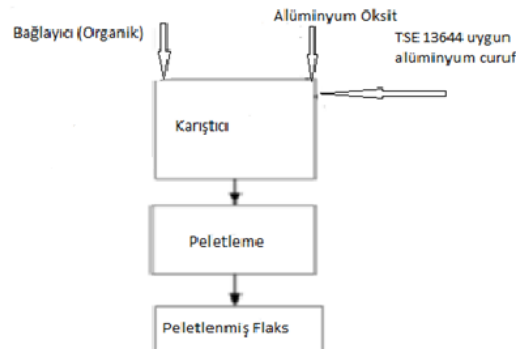 Bağlayıcı (Organik)
Alüminyum Oksit
TSE 13644 uygun
alüminyum curuf
Karıştıcı
Peletleme
Peletlenmiş Flaks